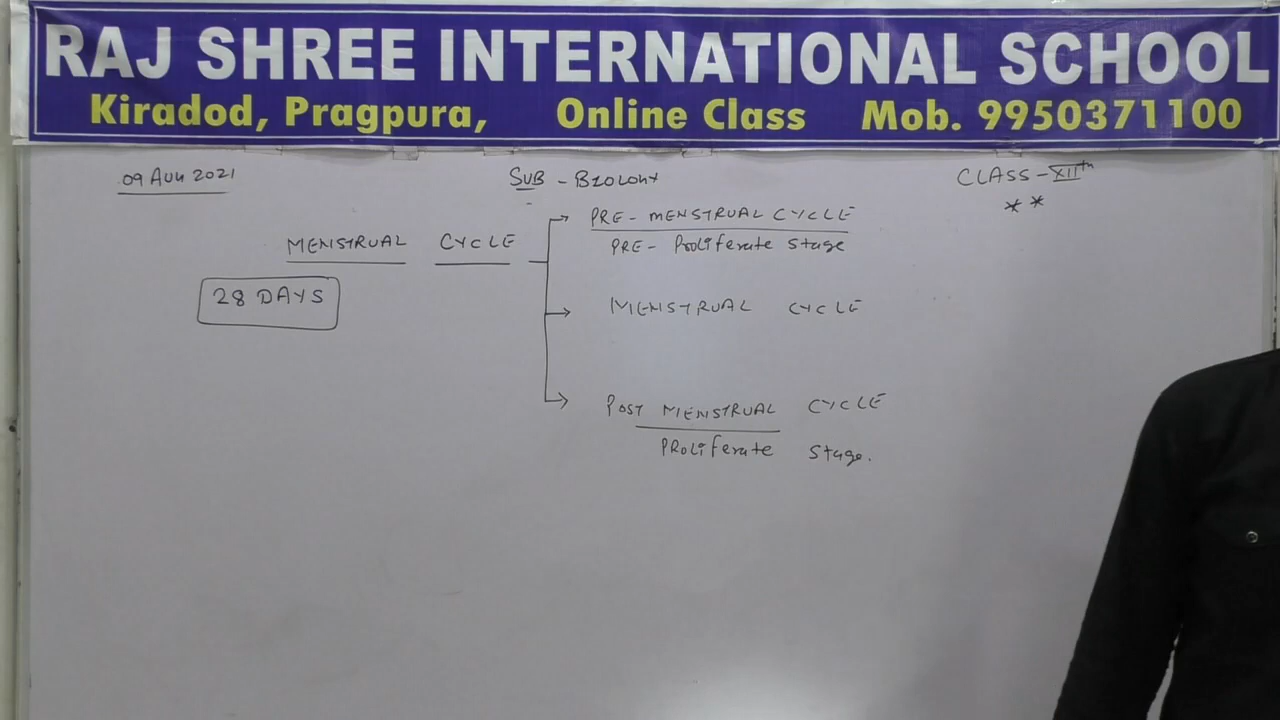 RAJ SHREE INTERNATIONAL SCHOOL
Kiradod, Pragpura, Online Class Mob. 9950371100
09 AUG 2021 SUB - BIOLOGY CLASS - XIIth
**
MENSTRUAL CYCLE
28 DAYS
PRE - MENSTRUAL CYCLE
PRE - Proliferate Stage
MENSTRUAL CYCLE
POST MENSTRUAL CYCLE
PROLiferate Stage.